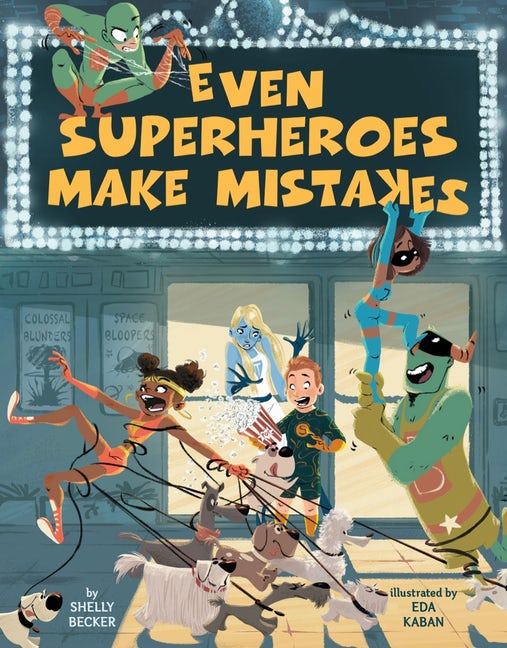 EVEN
SUPERHEROES
MAKE MISTAKES
COLOSSAL
BLUNDERS
SPACE
BLOOPERS
by
SHELLY
BECKER
illustrated by
EDA
KABAN